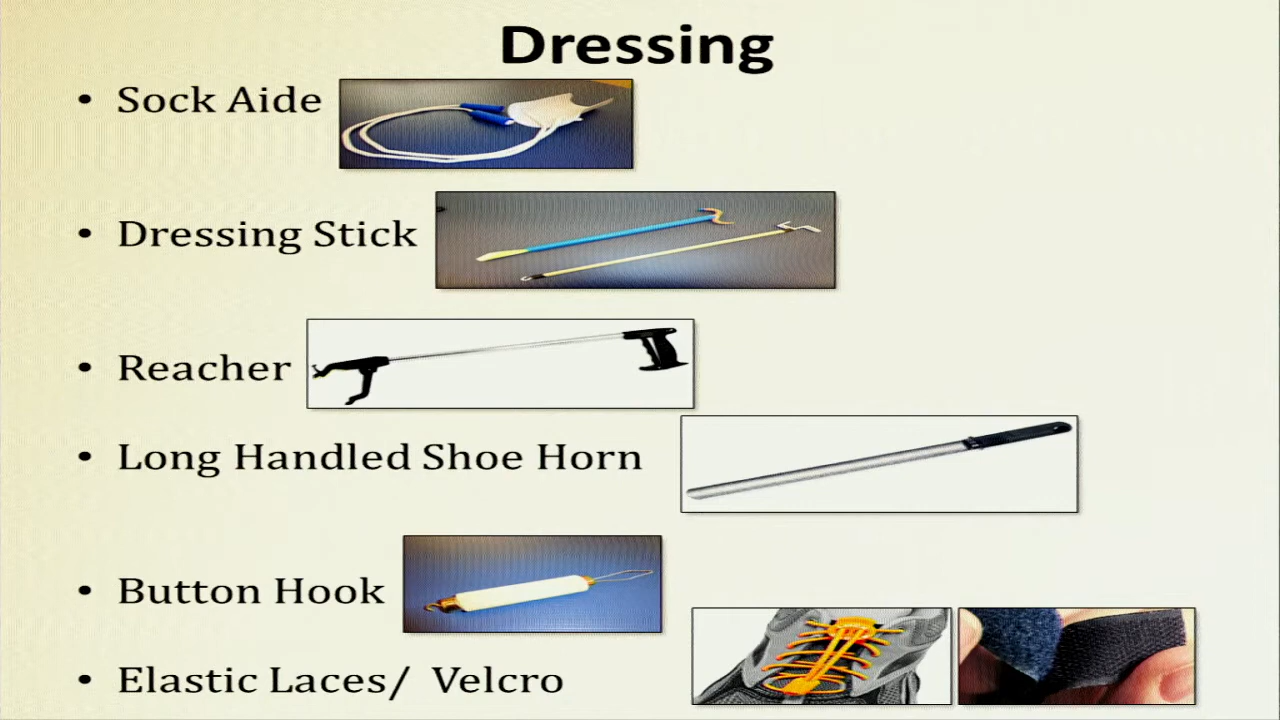 Dressing
• Sock Aide
• Dressing Stick
• Reacher
• Long Handled Shoe Horn
• Button Hook
• Elastic Laces/ Velcro